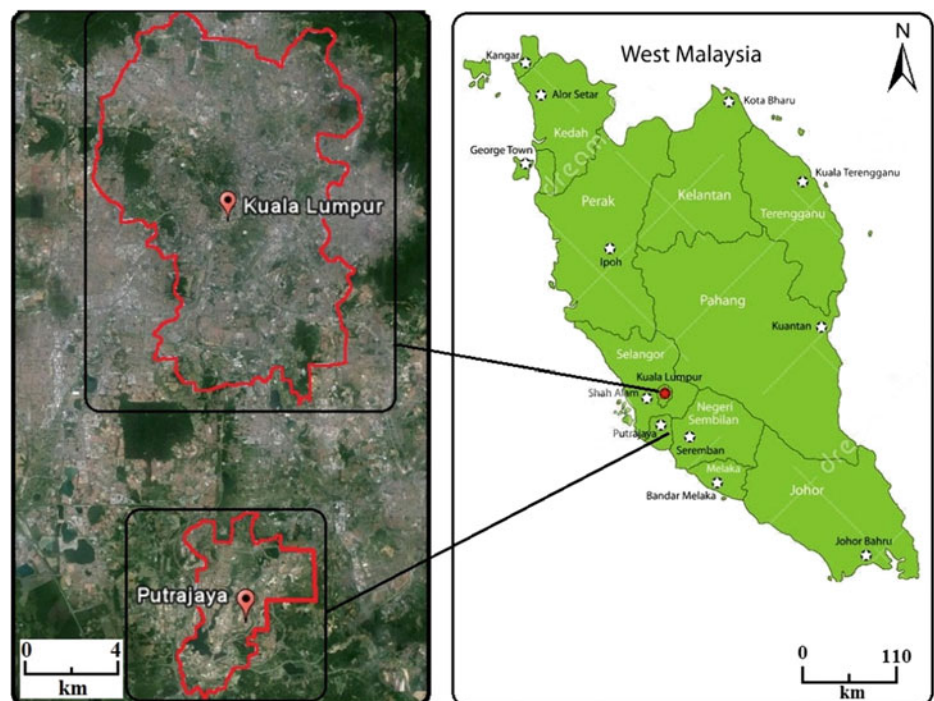 Kuala Lumpur
Putrajaya
0 4
km
West Malaysia
N
Kangar
Alor Setar
Kota Bharu
Kedah
George Town
Kuala Terengganu
Perak
Kelantan
Terengganu
Ipoh
Pahang
Kuantan
Selangor
Kuala Lumpur
Shah Alam
Negeri
Sembilan
Putrajaya
Seremban
Melaka
Bandar Melaka
Johor
Johor Bahru
0 110
km